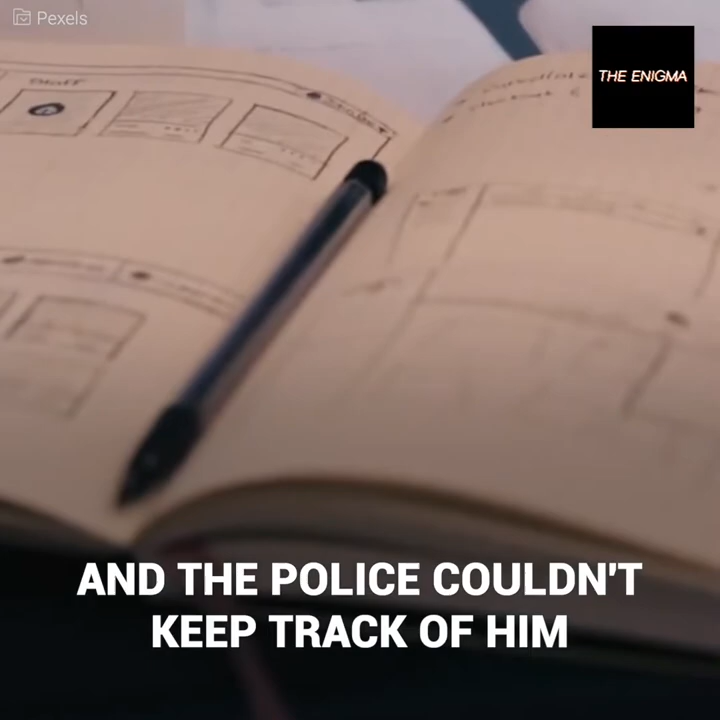 Pexels
THE ENIGMA
AND THE POLICE COULDN'T
KEEP TRACK OF HIM